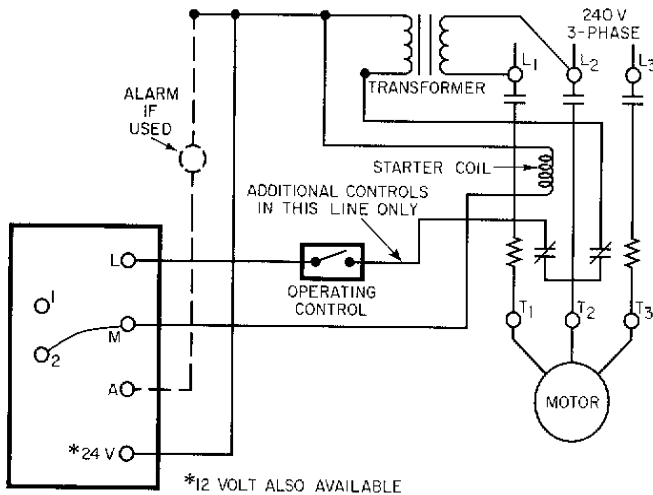 240 V
3-PHASE
L1
L2
L3
TRANSFORMER
ALARM
IF
USED
STARTER COIL
ADDITIONAL CONTROLS
IN THIS LINE ONLY
L
OPERATING
CONTROL
1
2
M
T1
T2
T3
A
MOTOR
*24 V
*12 VOLT ALSO AVAILABLE